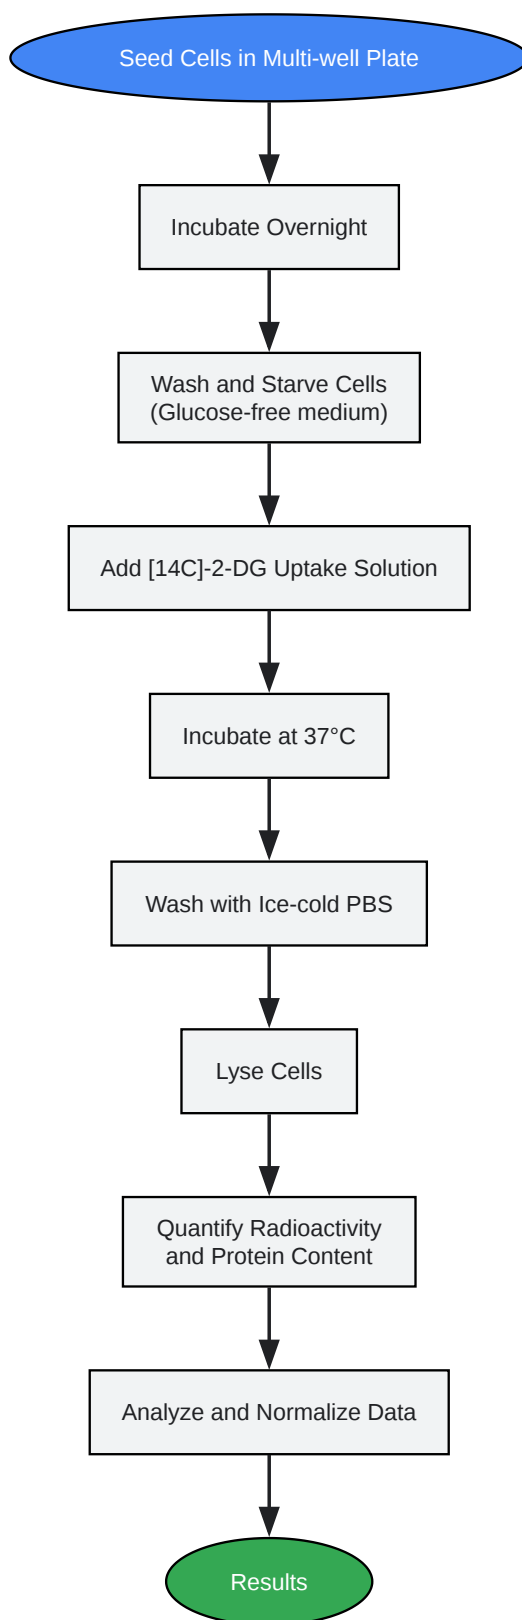 Seed Cells in Multi-well Plate
Incubate Overnight
Wash and Starve Cells
(Glucose-free medium)
Add [14C]-2-DG Uptake Solution
Incubate at 37°C
Wash with Ice-cold PBS
Lyse Cells
Quantify Radioactivity
and Protein Content
Analyze and Normalize Data
Results